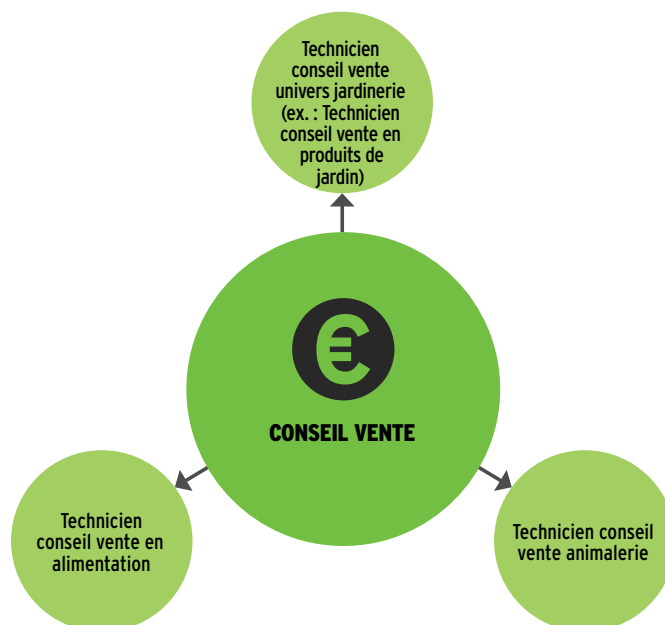 Technicien
conseil vente
univers jardinerie
(ex. : Technicien
conseil vente en
produits de
jardin)
€
CONSEIL VENTE
Technicien
conseil vente en
alimentation
Technicien conseil
vente animalerie